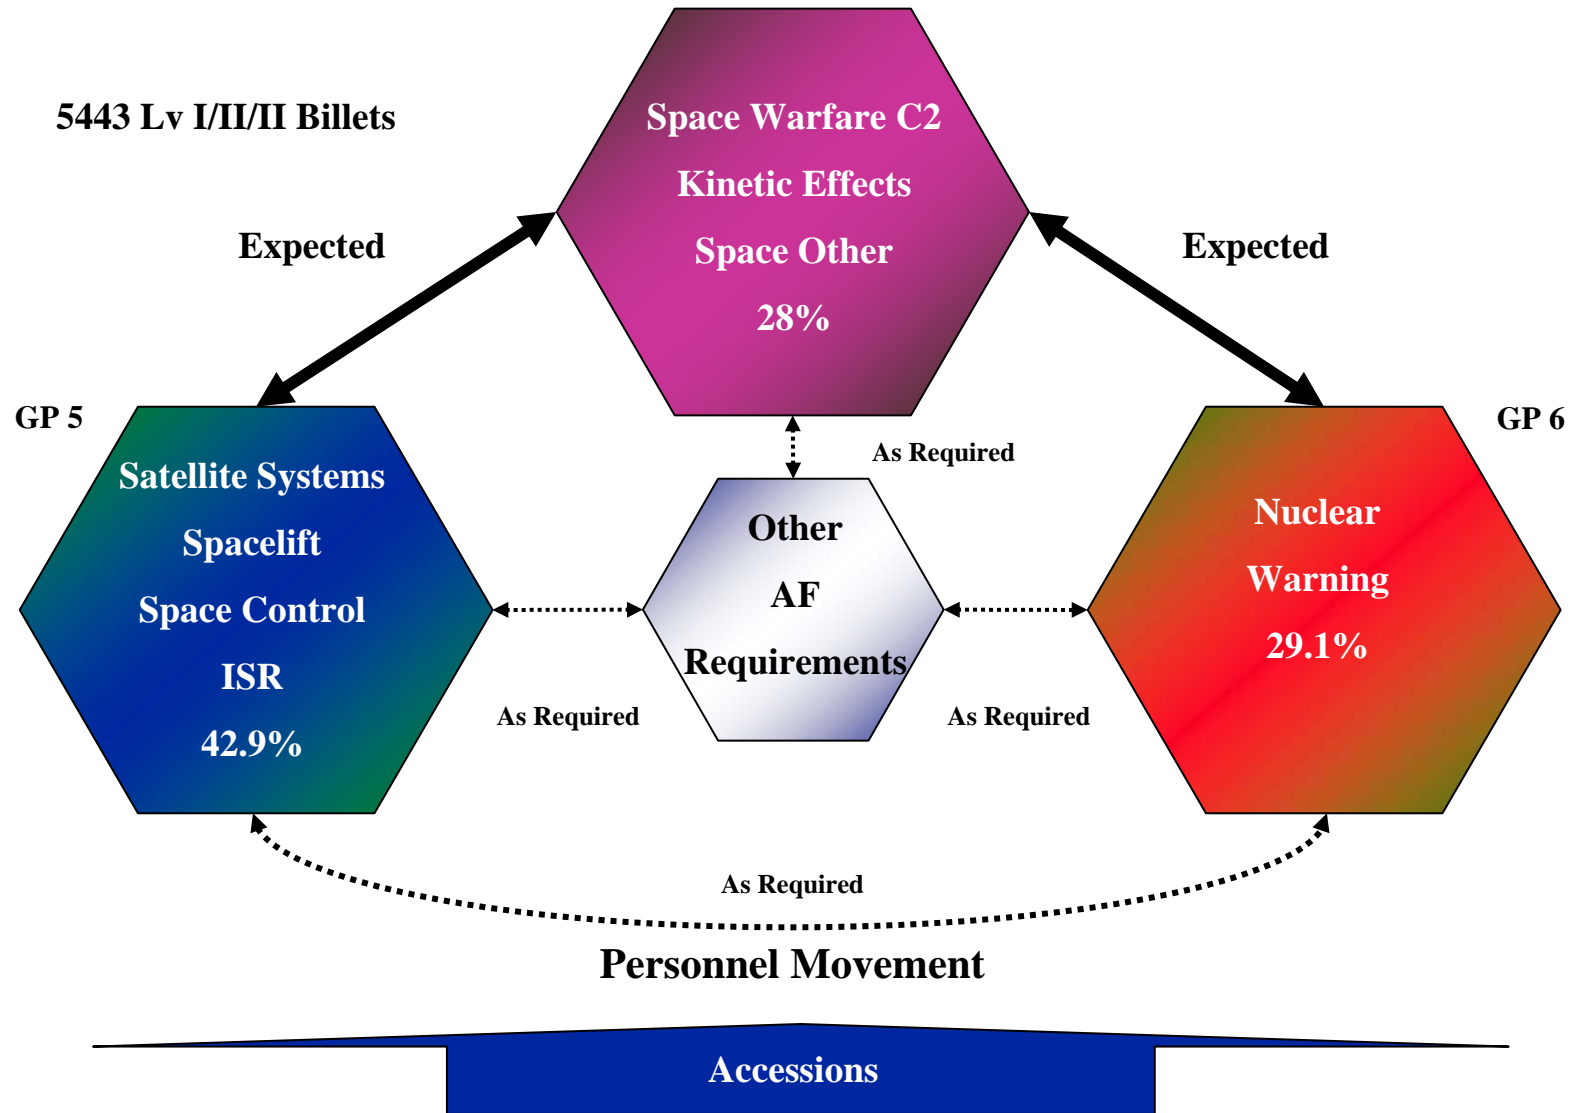 5443 Lv I/II/II Billets
Space Warfare C2
Kinetic Effects
Space Other
28%
Expected
Expected
GP 5
GP 6
As Required
Satellite Systems
Spacelift
Space Control
ISR
42.9%
Other
AF
Requirements
Nuclear
Warning
29.1%
As Required
As Required
As Required
Personnel Movement
Accessions